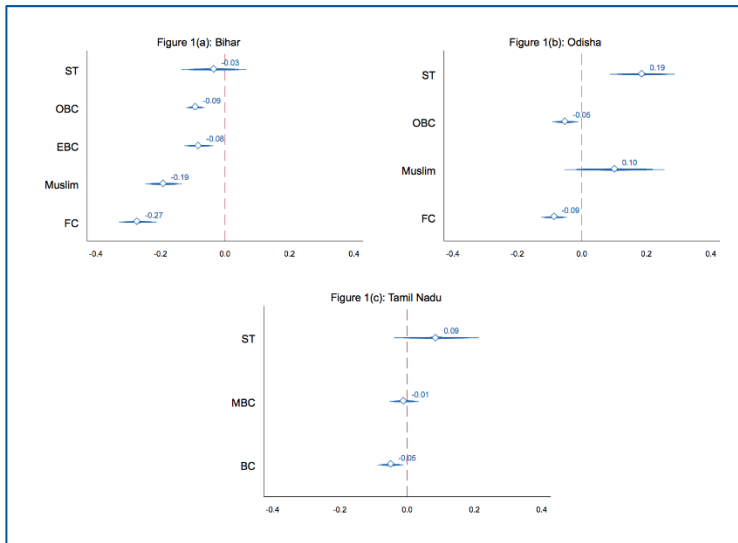 Figure 1(a): Bihar
ST
-0.03
OBC
-0.09
EBC
-0.08
Muslim
-0.19
FC
-0.27
-0.4 -0.2 0.0 0.2 0.4
Figure 1(b): Odisha
ST
0.19
OBC
-0.05
Muslim
0.10
FC
-0.09
-0.4 -0.2 0.0 0.2 0.4
Figure 1(c): Tamil Nadu
ST
0.09
MBC
-0.01
BC
-0.05
-0.4 -0.2 0.0 0.2 0.4